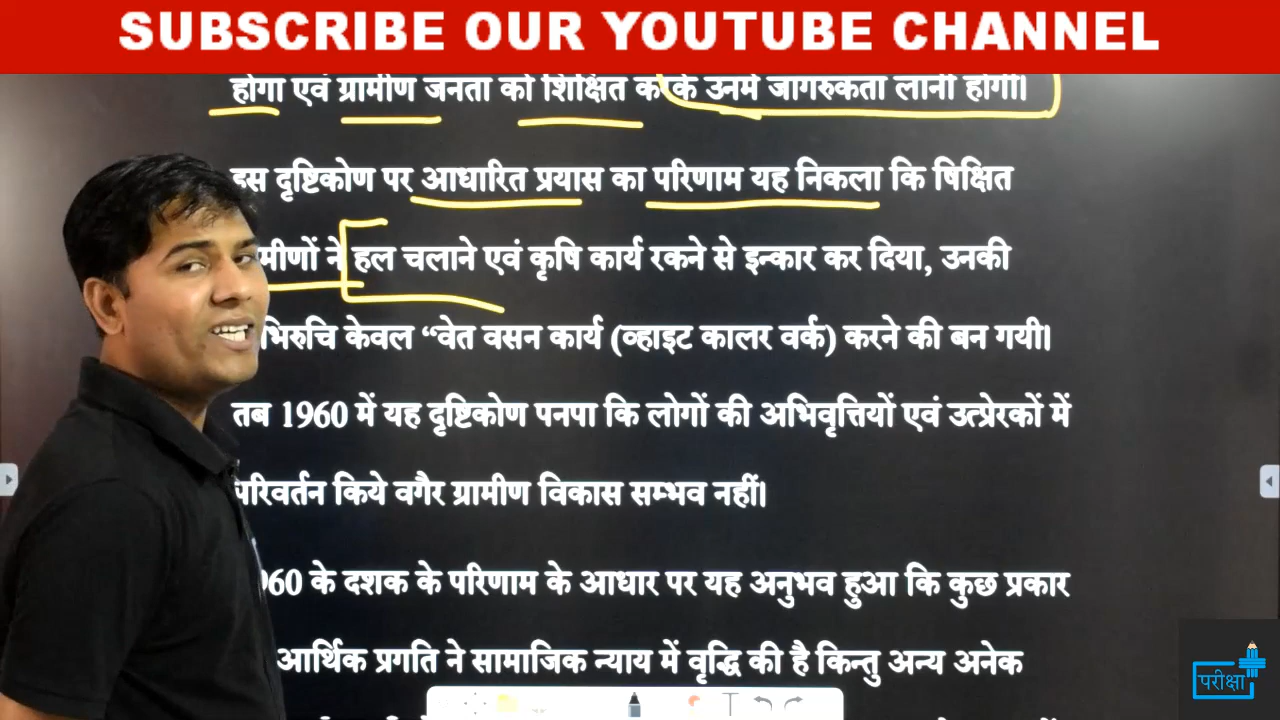 SUBSCRIBE OUR YOUTUBE CHANNEL
होगा एवं ग्रामीण जनता को शिक्षित करके उनमें जागरुकता लानी होगी।
इस दृष्टिकोण पर आधारित प्रयास का परिणाम यह निकला कि षिक्षित
ने हल चलाने एवं कृषि कार्य रकने से इन्कार कर दिया, उनकी
केवल “वेत वसन कार्य (व्हाइट कालर वर्क) करने की बन गयी।
तब 1960 में यह दृष्टिकोण पनपा कि लोगों की अभिवृत्तियों एवं उत्प्रेरकों में
परिवर्तन किये वगैर ग्रामीण विकास सम्भव नहीं।
960 के दशक के परिणाम के आधार पर यह अनुभव हुआ कि कुछ प्रकार
आर्थिक प्रगति ने सामाजिक न्याय में वृद्धि की है किन्तु अन्य अनेक
परीक्षा